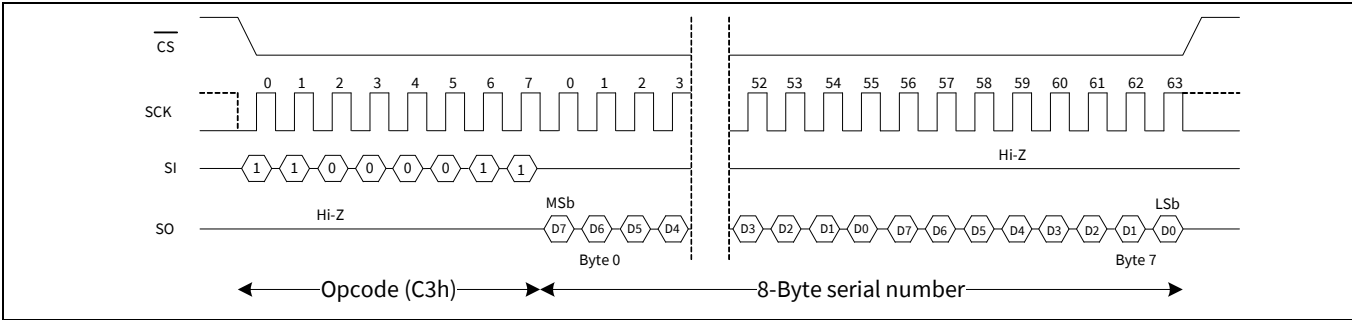 CS
0 1 2 3 4 5 6 7 0 1 2 3 52 53 54 55 56 57 58 59 60 61 62 63
SCK
Hi-Z
SI 1 1 0 0 0 0 1 1
MSb LSb
Hi-Z
SO D7 D6 D5 D4 D3 D2 D1 D0 D7 D6 D5 D4 D3 D2 D1 D0
Byte 0 Byte 7
Opcode (C3h) 8-Byte serial number